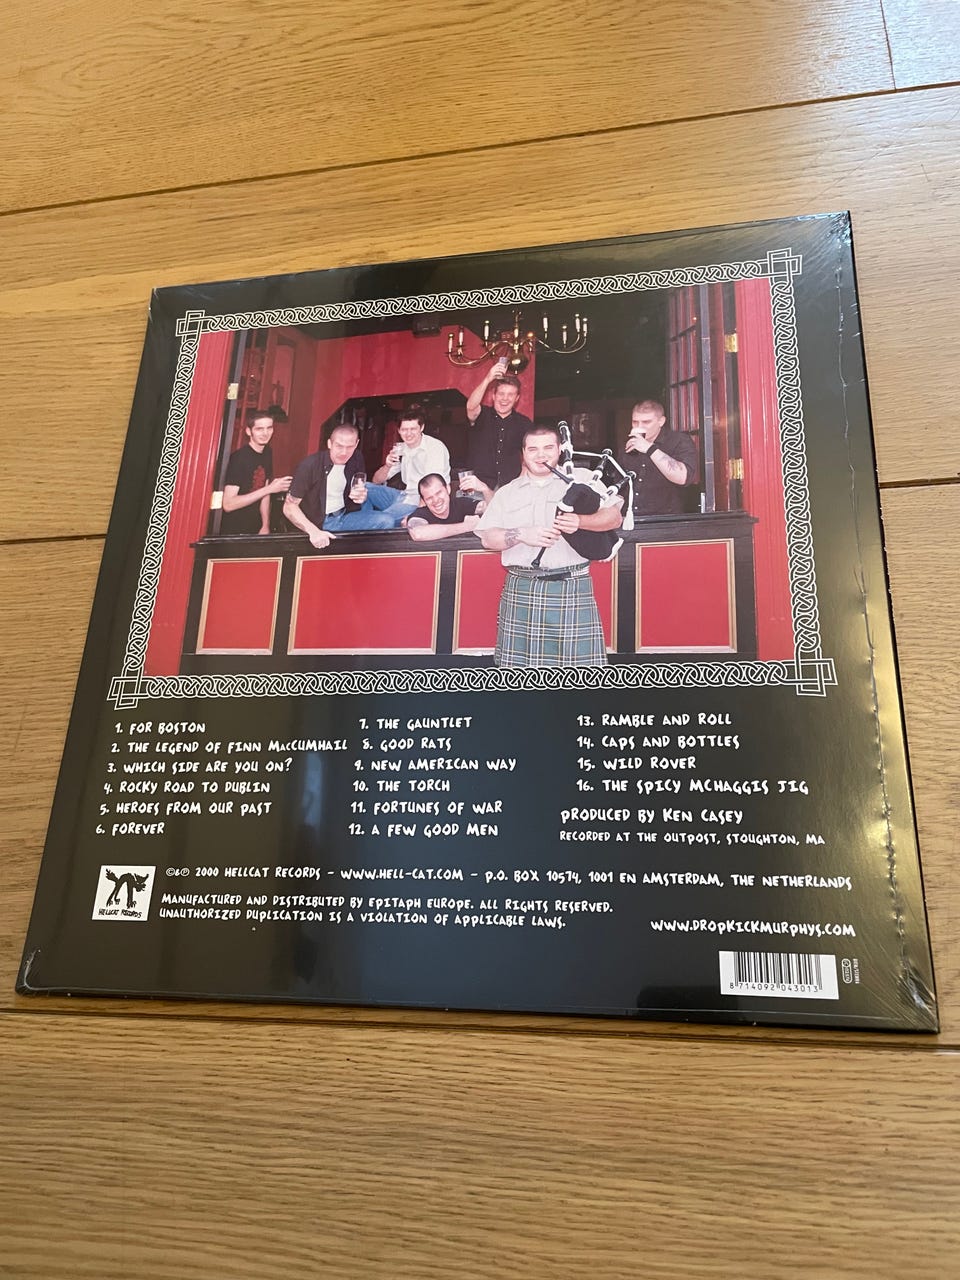 1. FOR BOSTON
2. THE LEGEND OF FINN MacCUMHAIL
3. WHICH SIDE ARE YOU ON?
4. ROCKY ROAD TO DUBLIN
5. HEROES FROM OUR PAST
6. FOREVER
7. THE GAUNTLET
8. GOOD RATS
9. NEW AMERICAN WAY
10. THE TORCH
11. FORTUNES OF WAR
12. A FEW GOOD MEN
13. RAMBLE AND ROLL
14. CAPS AND BOTTLES
15. WILD ROVER
16. THE SPICY MCHAGGIS JIG
PRODUCED BY KEN CASEY
RECORDED AT THE OUTPOST, STOUGHTON, MA
HELLCAT RECORDS
©&℗ 2000 HELLCAT RECORDS - WWW.HELL-CAT.COM - P.O. BOX 10574, 1001 EN AMSTERDAM, THE NETHERLANDS
MANUFACTURED AND DISTRIBUTED BY EPITAPH EUROPE. ALL RIGHTS RESERVED.
UNAUTHORIZED DUPLICATION IS A VIOLATION OF APPLICABLE LAWS.
WWW.DROPKICKMURPHYS.COM
8 714092 043013